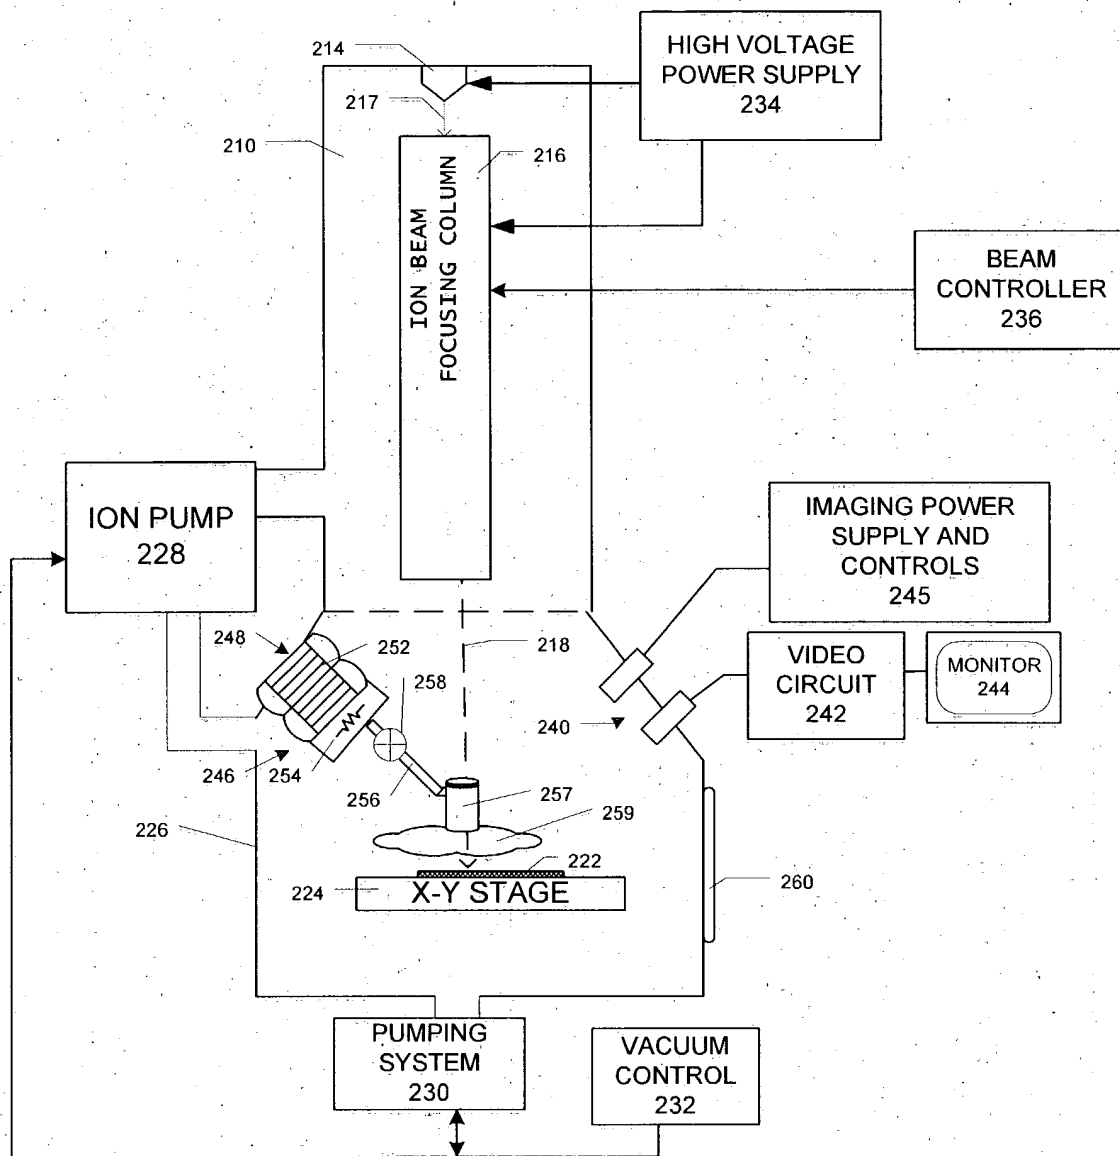 HIGH VOLTAGE
POWER SUPPLY
234
214
217
210
216
ION BEAM
FOCUSING COLUMN
BEAM
CONTROLLER
236
ION PUMP
228
IMAGING POWER
SUPPLY AND
CONTROLS
245
248
252
258
218
VIDEO
CIRCUIT
242
MONITOR
244
240
246
254
256
257
259
226
222
224
X-Y STAGE
260
PUMPING
SYSTEM
230
VACUUM
CONTROL
232